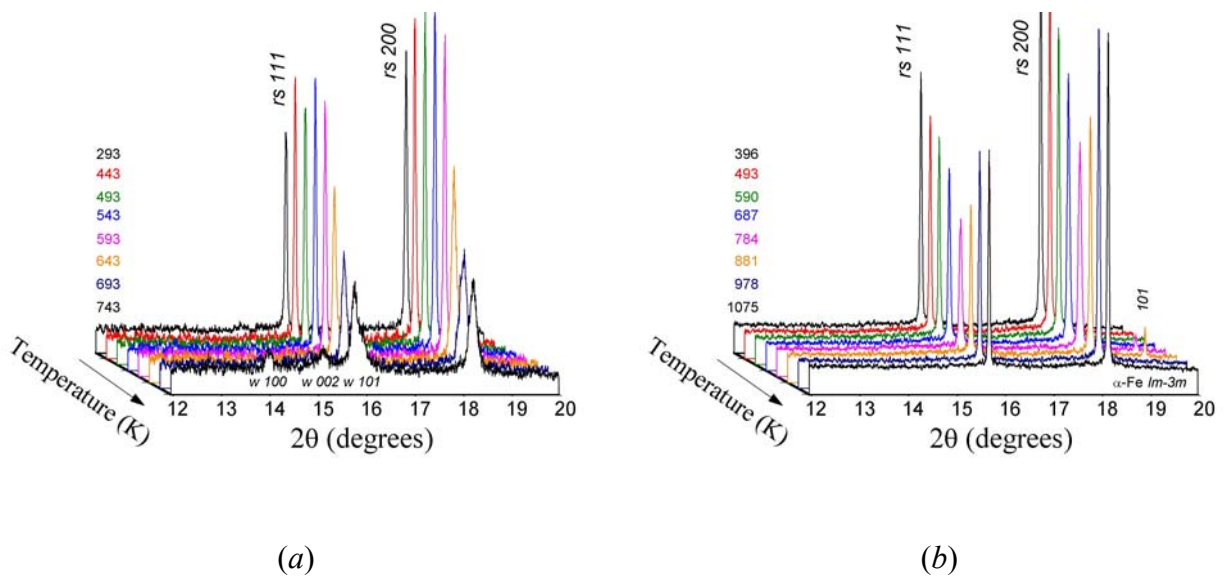 rs 111
rs 200
293
443
493
543
593
643
693
743
w 100 w 002 w 101
Temperature (K)
12 13 14 15 16 17 18 19 20
2θ (degrees)
(a)
rs 111
rs 200
396
493
590
687
784
881
978
1075
101
α-Fe Im-3m
Temperature (K)
12 13 14 15 16 17 18 19 20
2θ (degrees)
(b)